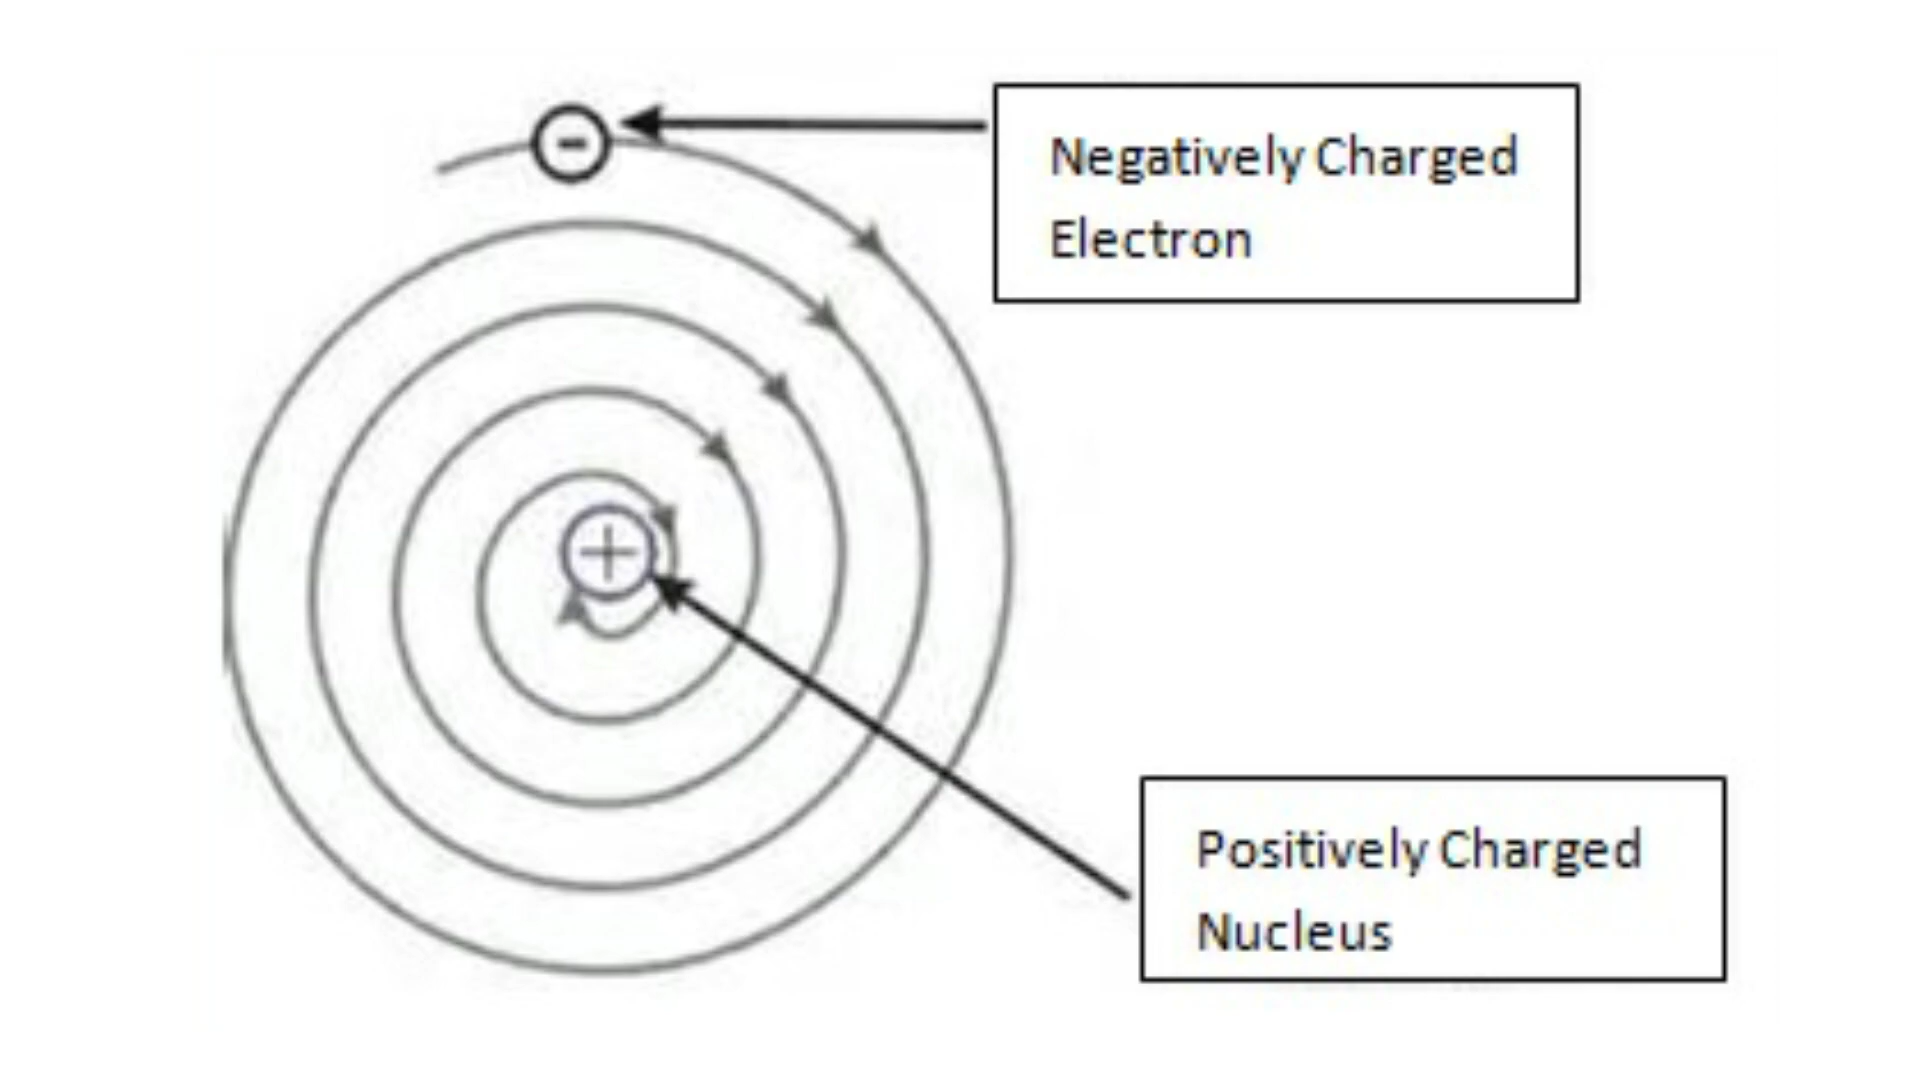 −
Negatively Charged
Electron
+
Positively Charged
Nucleus